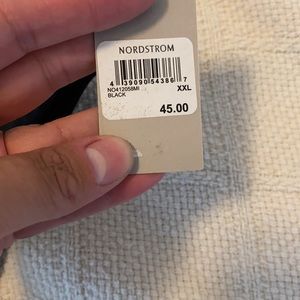 NORDSTROM
4 39090 54386 7
NO412058MI XXL
BLACK
45.00